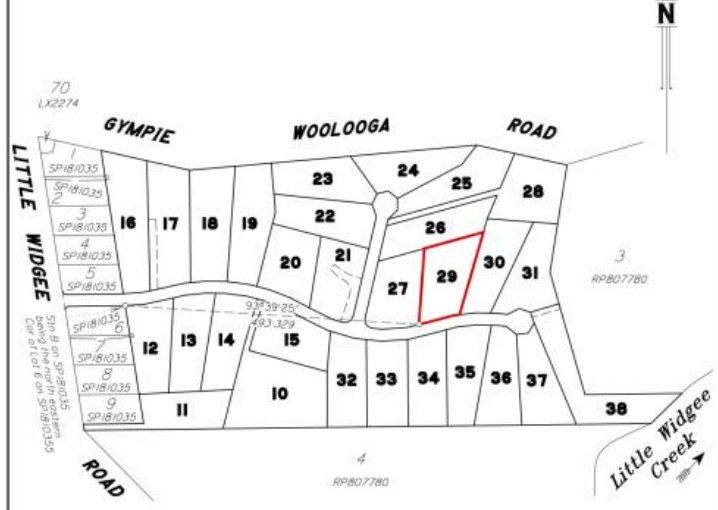 N
70
LX2274
GYMPIE WOOLOOGA ROAD
LITTLE WIDGEE ROAD
1
SP181035
SP181035
2
3
SP181035
4
SP181035
5
SP181035
SP181035
6
7
SP181035
8
SP181035
9
SP181035
Stn 9 on SP181035
being the north eastern
Cor of Lot 6 on SP1810355
16
17
18
19
23
24
25
28
22
26
21
20
27
29
30
31
3
RP807780
93°39'25"
493·329
12
13
14
15
11
10
32
33
34
35
36
37
38
4
RP807780
Little Widgee
Creek